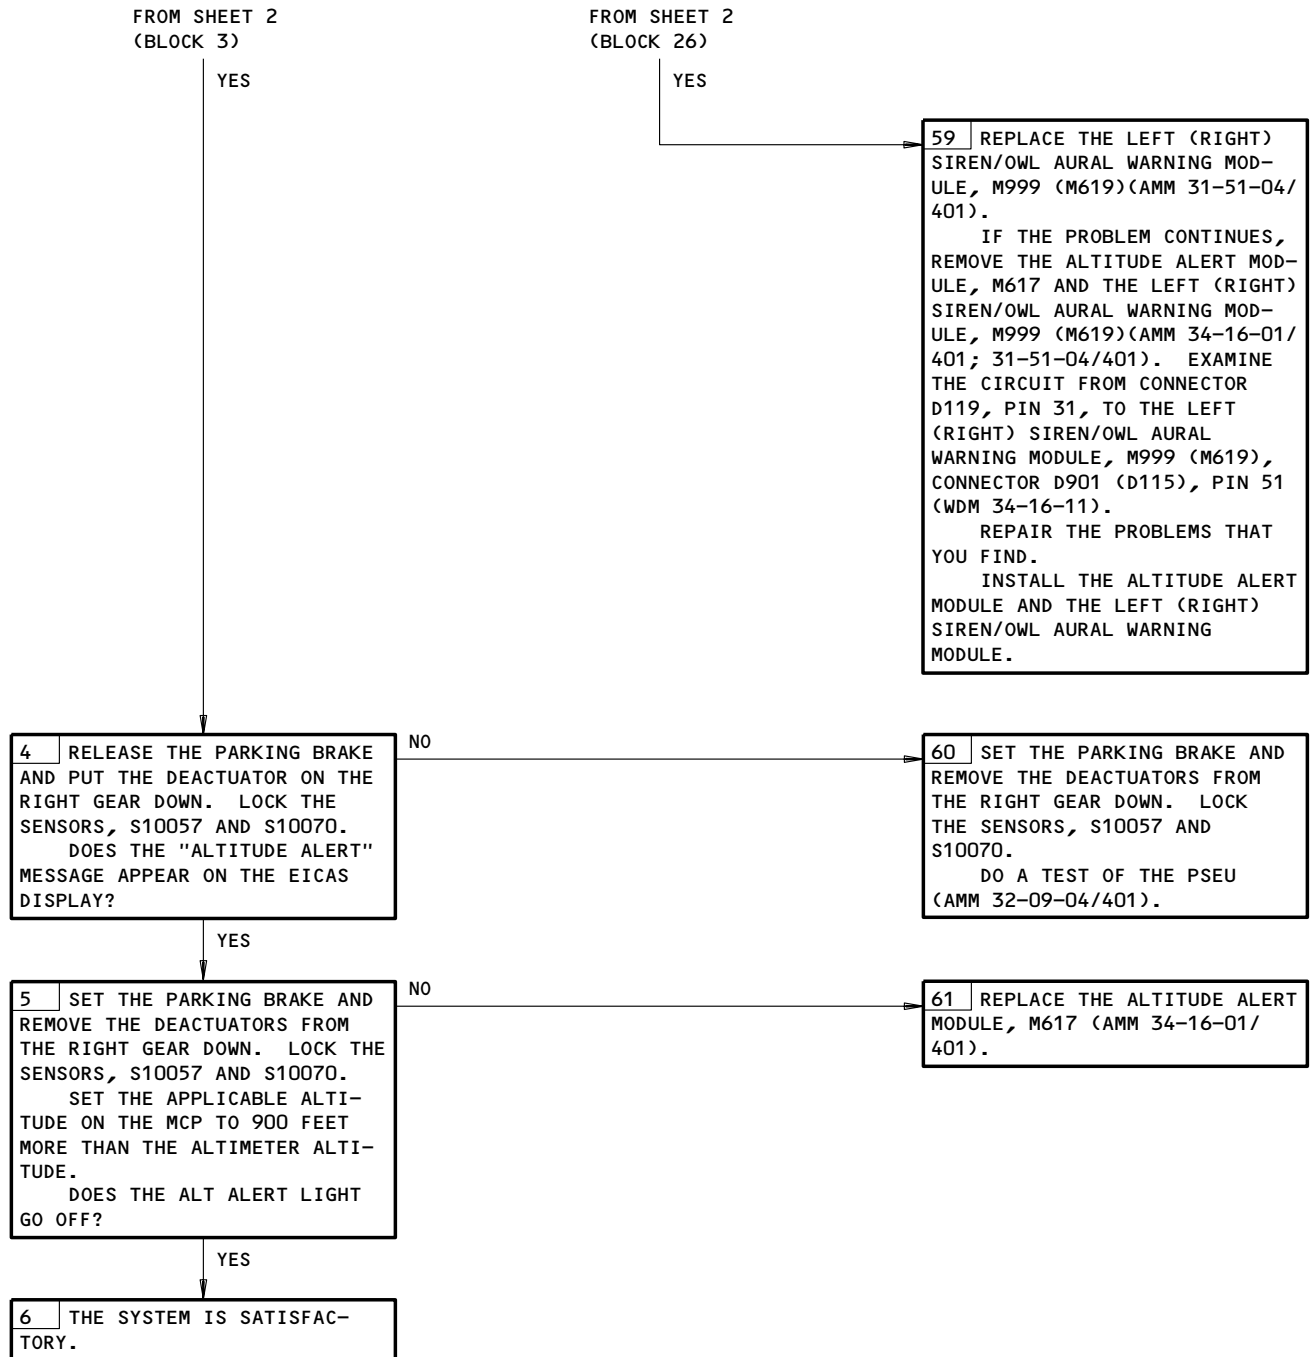 FROM SHEET 2
(BLOCK 3)
YES
FROM SHEET 2
(BLOCK 26)
YES
59 REPLACE THE LEFT (RIGHT)
SIREN/OWL AURAL WARNING MOD-
ULE, M999 (M619)(AMM 31-51-04/
401).
IF THE PROBLEM CONTINUES,
REMOVE THE ALTITUDE ALERT MOD-
ULE, M617 AND THE LEFT (RIGHT)
SIREN/OWL AURAL WARNING MOD-
ULE, M999 (M619)(AMM 34-16-01/
401; 31-51-04/401). EXAMINE
THE CIRCUIT FROM CONNECTOR
D119, PIN 31, TO THE LEFT
(RIGHT) SIREN/OWL AURAL
WARNING MODULE, M999 (M619),
CONNECTOR D901 (D115), PIN 51
(WDM 34-16-11).
REPAIR THE PROBLEMS THAT
YOU FIND.
INSTALL THE ALTITUDE ALERT
MODULE AND THE LEFT (RIGHT)
SIREN/OWL AURAL WARNING
MODULE.
4 RELEASE THE PARKING BRAKE
AND PUT THE DEACTUATOR ON THE
RIGHT GEAR DOWN. LOCK THE
SENSORS, S10057 AND S10070.
DOES THE "ALTITUDE ALERT"
MESSAGE APPEAR ON THE EICAS
DISPLAY?
NO
60 SET THE PARKING BRAKE AND
REMOVE THE DEACTUATORS FROM
THE RIGHT GEAR DOWN. LOCK
THE SENSORS, S10057 AND
S10070.
DO A TEST OF THE PSEU
(AMM 32-09-04/401).
YES
5 SET THE PARKING BRAKE AND
REMOVE THE DEACTUATORS FROM
THE RIGHT GEAR DOWN. LOCK THE
SENSORS, S10057 AND S10070.
SET THE APPLICABLE ALTI-
TUDE ON THE MCP TO 900 FEET
MORE THAN THE ALTIMETER ALTI-
TUDE.
DOES THE ALT ALERT LIGHT
GO OFF?
NO
61 REPLACE THE ALTITUDE ALERT
MODULE, M617 (AMM 34-16-01/
401).
YES
6 THE SYSTEM IS SATISFAC-
TORY.